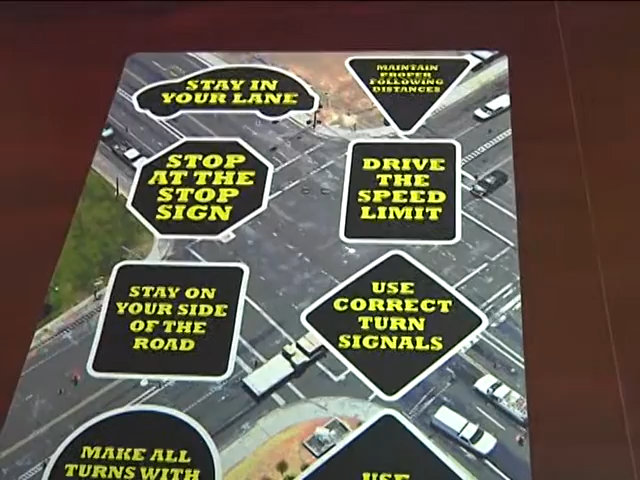 STAY IN
YOUR LANE
MAINTAIN
PROPER
FOLLOWING
DISTANCES
STOP
AT THE
STOP
SIGN
DRIVE
THE
SPEED
LIMIT
STAY ON
YOUR SIDE
OF THE
ROAD
USE
CORRECT
TURN
SIGNALS
MAKE ALL
TURNS WITH
USE